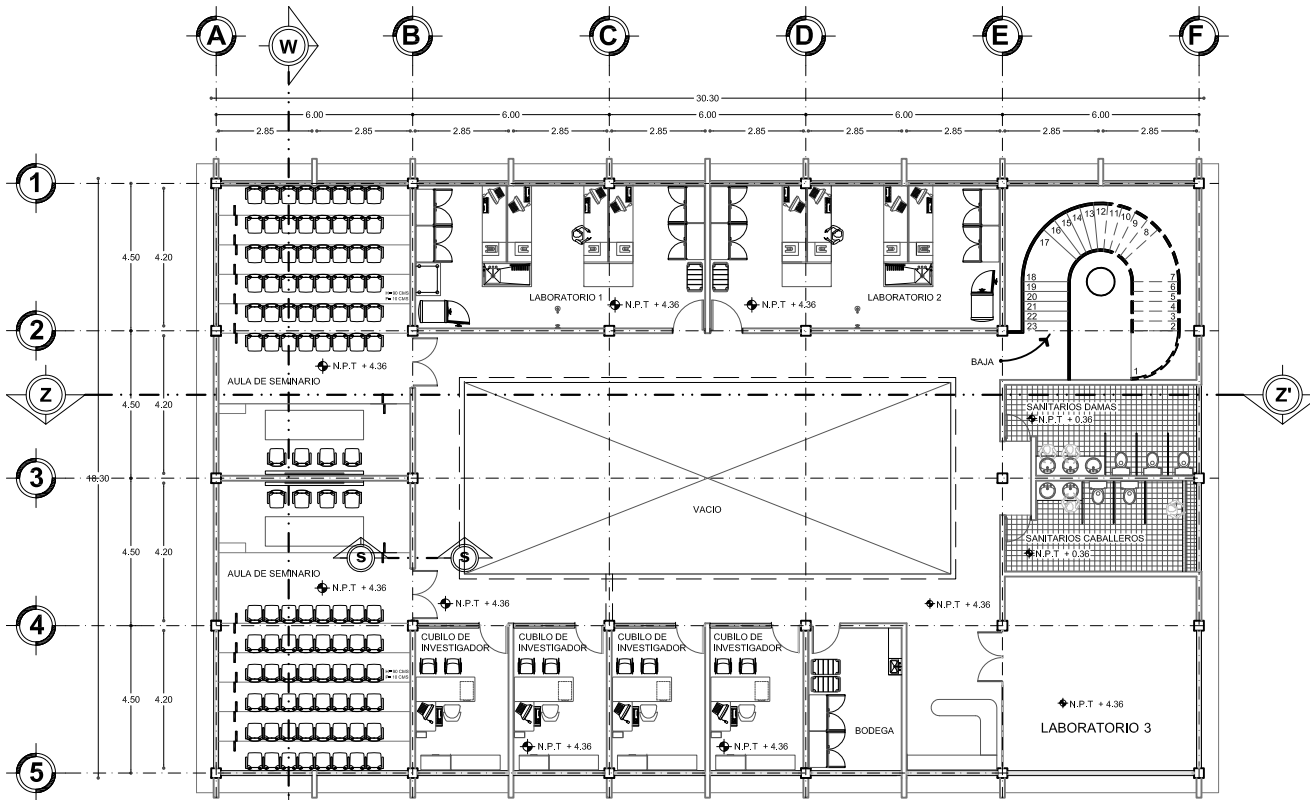 A
W
B
C
D
E
F
30.30
6.00
6.00
6.00
6.00
6.00
2.85
2.85
2.85
2.85
2.85
2.85
2.85
2.85
2.85
2.85
1
4.50
4.20
LABORATORIO 1
N.P.T + 4.36
N.P.T + 4.36
LABORATORIO 2
17
16
15
14
13
12
11
10
9
8
18
19
20
21
22
23
7
6
5
4
3
2
1
BAJA
2
N.P.T + 4.36
AULA DE SEMINARIO
Z
Z'
4.50
4.20
SANITARIOS DAMAS
N.P.T + 0.36
3
18.30
VACIO
4.50
4.20
SANITARIOS CABALLEROS
N.P.T + 0.36
S
S
AULA DE SEMINARIO
N.P.T + 4.36
N.P.T + 4.36
N.P.T + 4.36
4
CUBILO DE
INVESTIGADOR
CUBILO DE
INVESTIGADOR
CUBILO DE
INVESTIGADOR
CUBILO DE
INVESTIGADOR
4.50
4.20
N.P.T + 4.36
LABORATORIO 3
BODEGA
N.P.T + 4.36
N.P.T + 4.36
5